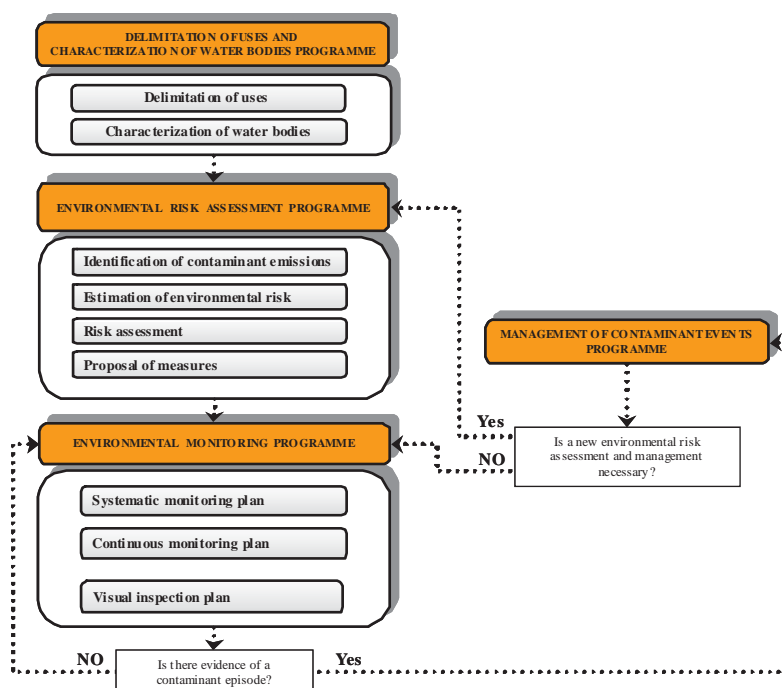 DELIMITATION OF USES AND
CHARACTERIZATION OF WATER BODIES PROGRAMME
Delimitation of uses
Characterization of water bodies
ENVIRONMENTAL RISK ASSESSMENT PROGRAMME
Identification of contaminant emissions
Estimation of environmental risk
Risk assessment
Proposal of measures
MANAGEMENT OF CONTAMINANT EVENTS
PROGRAMME
Yes
NO
Is a new environmental risk
assessment and management
necessary?
ENVIRONMENTAL MONITORING PROGRAMME
Systematic monitoring plan
Continuous monitoring plan
Visual inspection plan
NO
Is there evidence of a
contaminant episode?
Yes